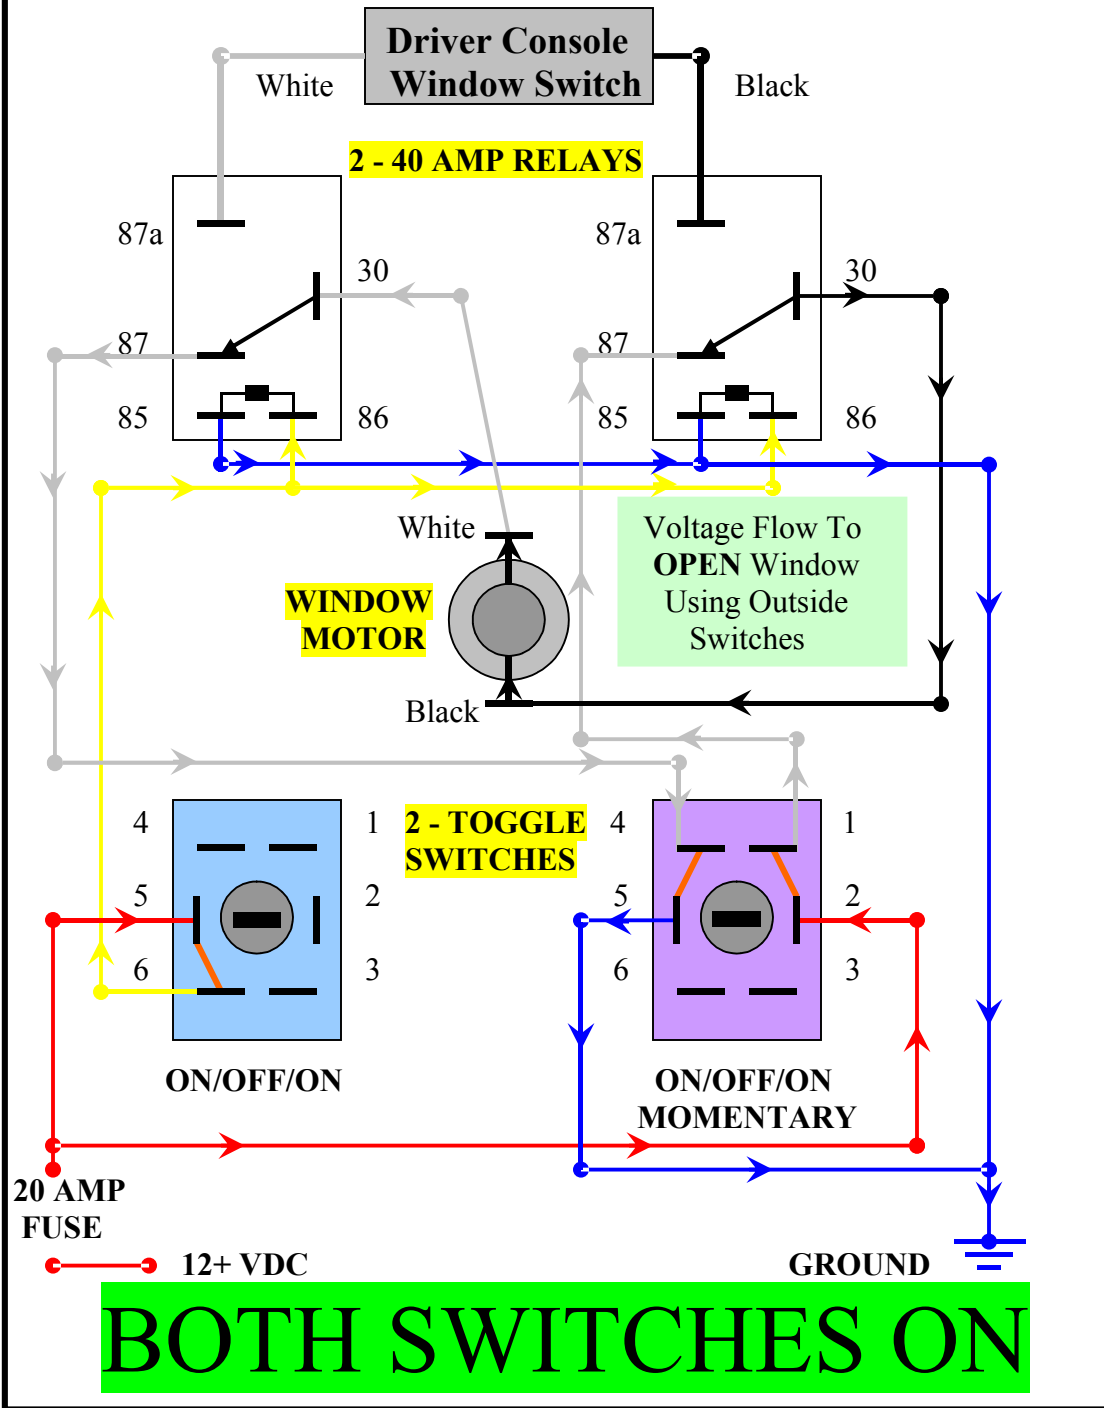 Driver Console
Window Switch
White
Black
2 - 40 AMP RELAYS
87a
30
87
85
86
87a
30
87
85
86
Voltage Flow To
OPEN Window
Using Outside
Switches
White
WINDOW
MOTOR
Black
2 - TOGGLE
SWITCHES
4
1
5
2
6
3
4
1
5
2
6
3
ON/OFF/ON
ON/OFF/ON
MOMENTARY
20 AMP
FUSE
12+ VDC
GROUND
BOTH SWITCHES ON